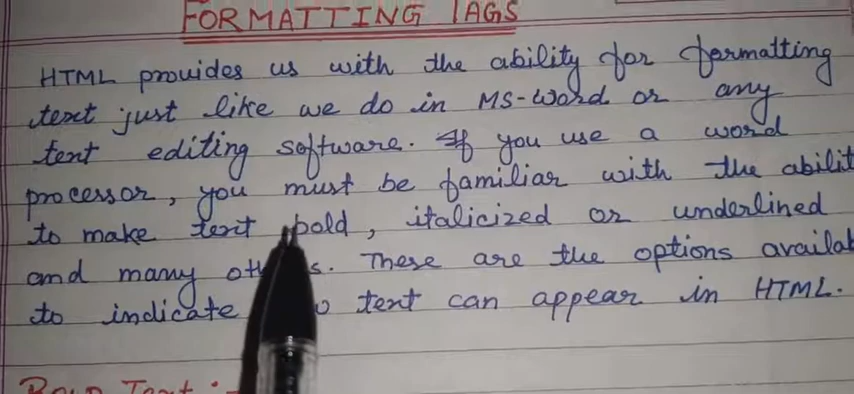 FORMATTING TAGS
HTML provides us with the ability for formatting
text just like we do in MS-Word or any
text editing software. If you use a word
processor, you must be familiar with the abilit
to make text bold, italicized or underlined
and many s. These are the options availab
to indicate text can appear in HTML.
Bold Text :-